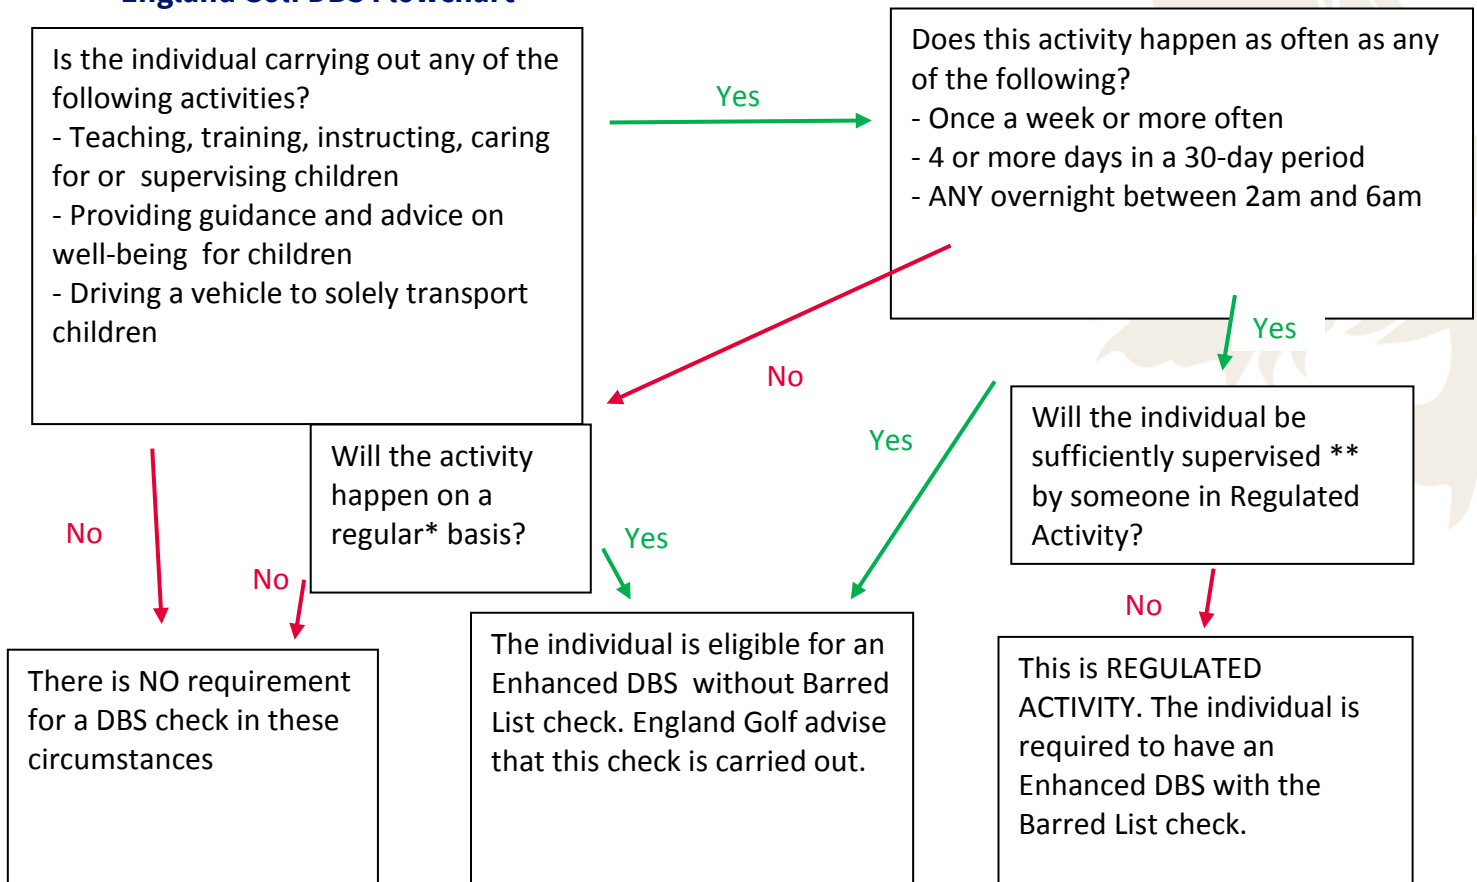 England Golf DBS Flowchart
Is the individual carrying out any of the
following activities?
- Teaching, training, instructing, caring
for or  supervising children
- Providing guidance and advice on
well-being  for children
- Driving a vehicle to solely transport
children
Yes
Does this activity happen as often as any
of the following?
- Once a week or more often
- 4 or more days in a 30-day period
- ANY overnight between 2am and 6am
No
Yes
Will the activity
happen on a
regular* basis?
Yes
Will the individual be
sufficiently supervised **
by someone in Regulated
Activity?
No
No
Yes
No
There is NO requirement
for a DBS check in these
circumstances
The individual is eligible for an
Enhanced DBS  without Barred
List check. England Golf advise
that this check is carried out.
This is REGULATED
ACTIVITY. The individual is
required to have an
Enhanced DBS with the
Barred List check.